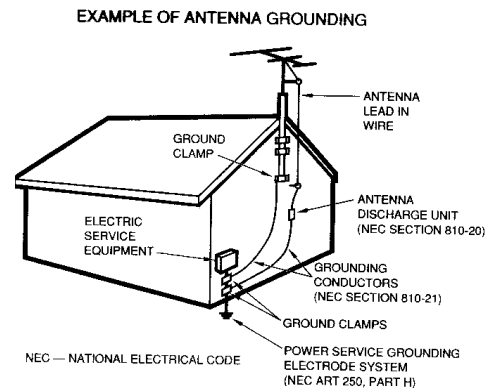 EXAMPLE OF ANTENNA GROUNDING
ANTENNA
LEAD IN
WIRE
GROUND
CLAMP
ANTENNA
DISCHARGE UNIT
(NEC SECTION 810-20)
ELECTRIC
SERVICE
EQUIPMENT
GROUNDING
CONDUCTORS
(NEC SECTION 810-21)
GROUND CLAMPS
POWER SERVICE GROUNDING
ELECTRODE SYSTEM
(NEC ART 250, PART H)
NEC — NATIONAL ELECTRICAL CODE